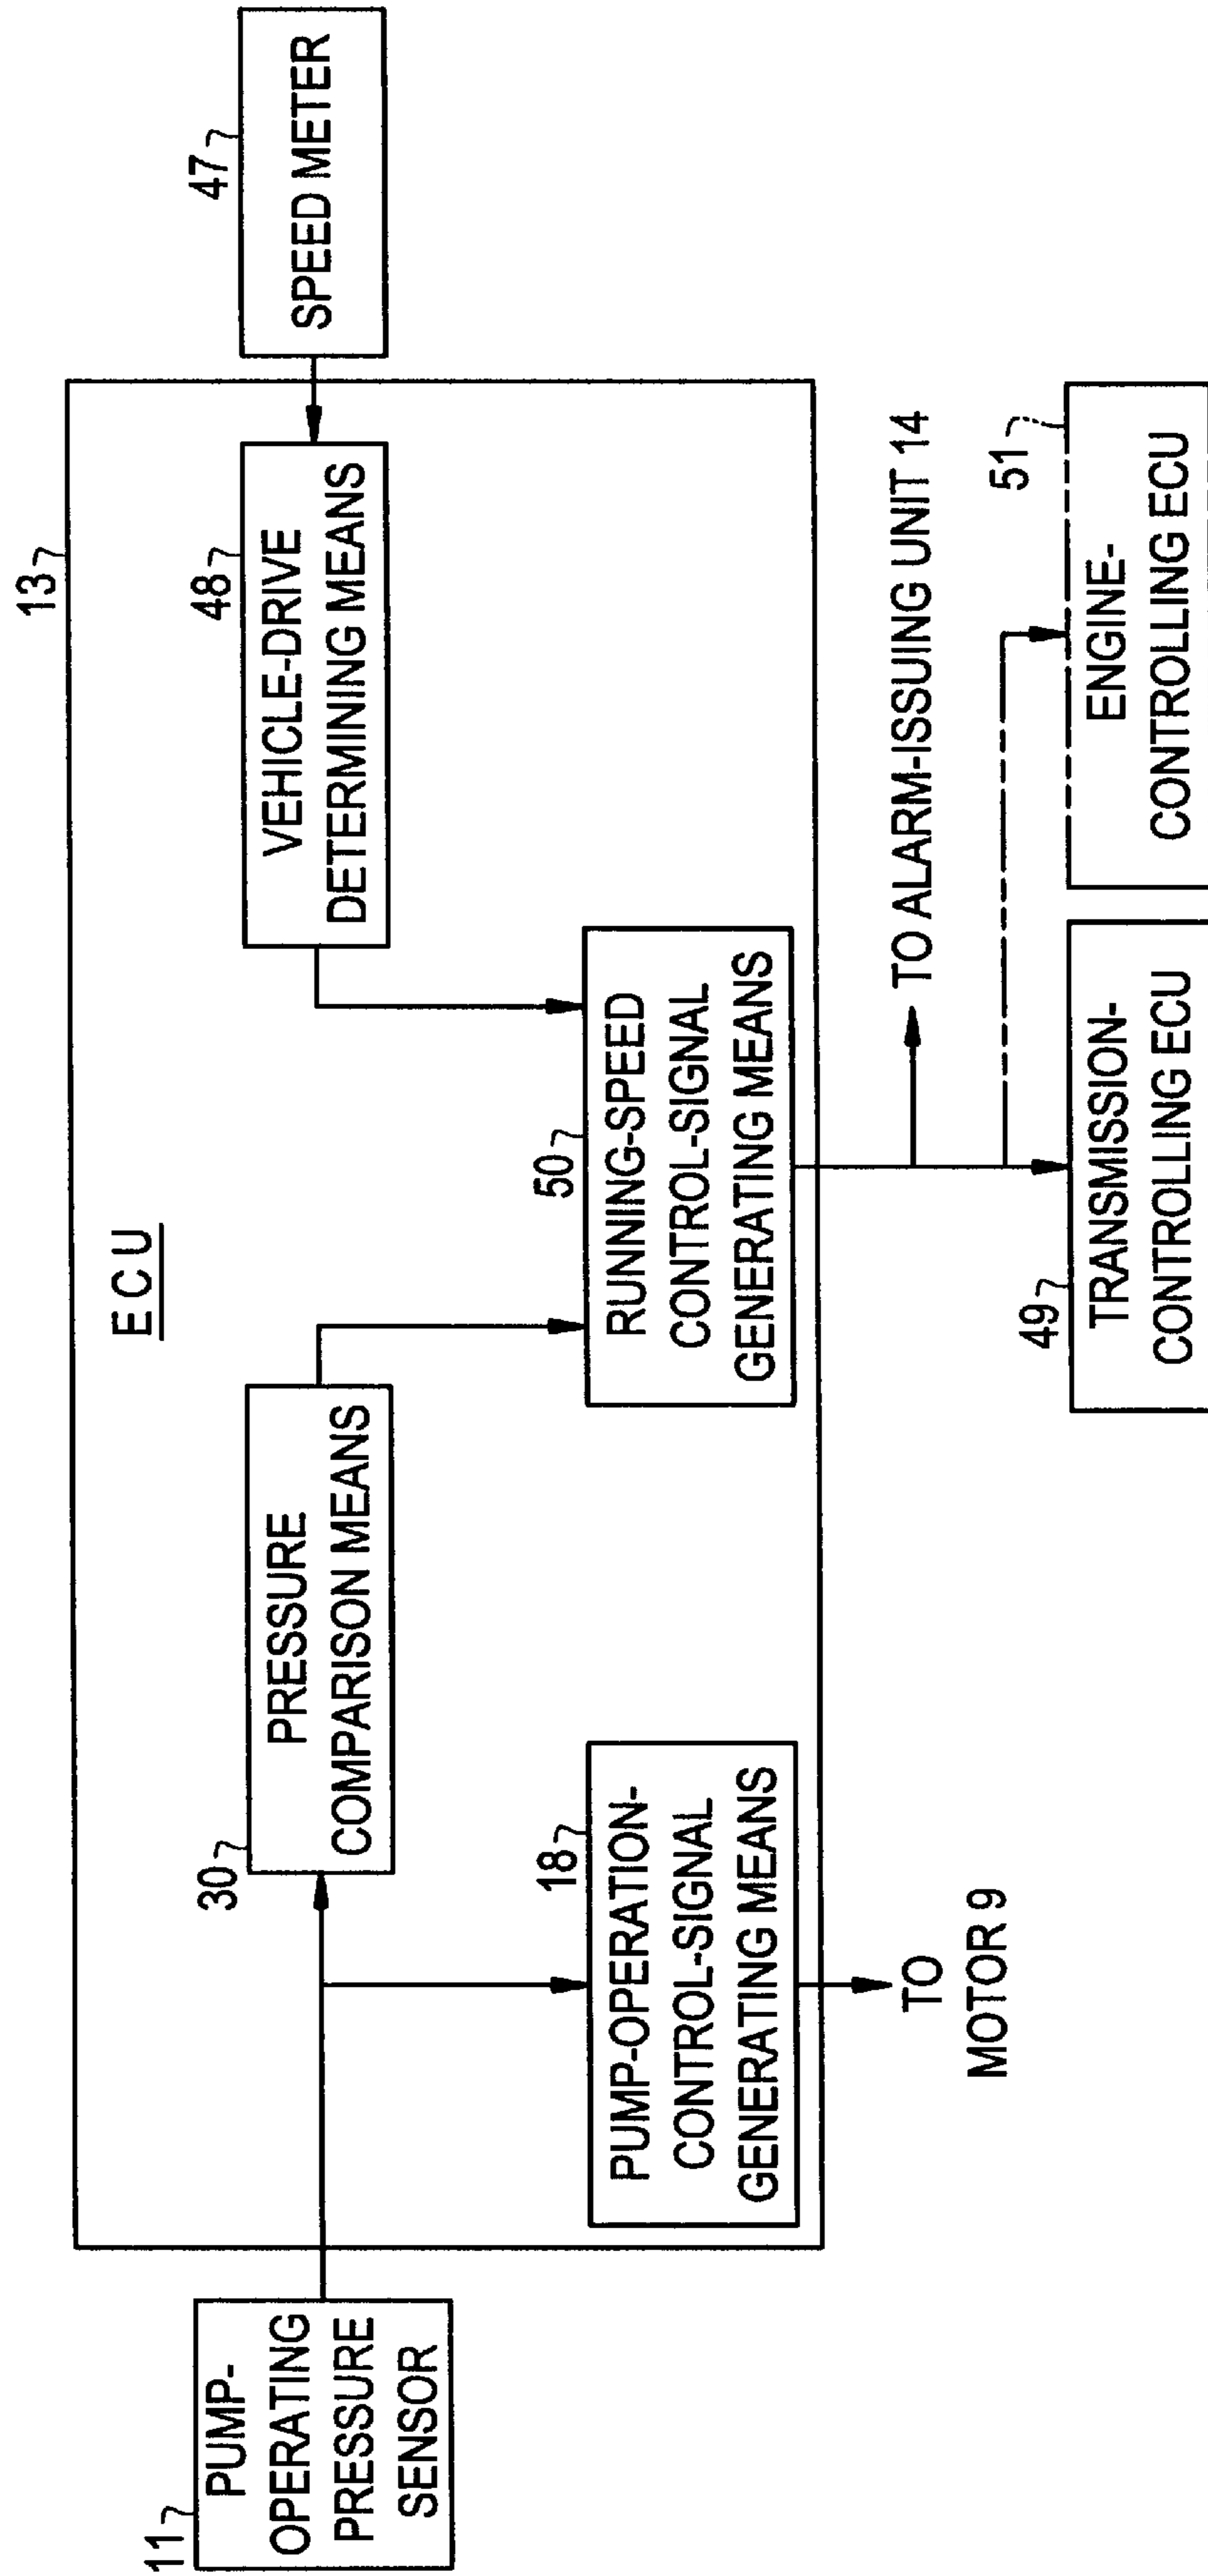 13
ECU
11
PUMP-
OPERATING
PRESSURE
SENSOR
30
PRESSURE
COMPARISON MEANS
48
VEHICLE-DRIVE
DETERMINING MEANS
47
SPEED METER
18
PUMP-OPERATION-
CONTROL-SIGNAL
GENERATING MEANS
50
RUNNING-SPEED
CONTROL-SIGNAL
GENERATING MEANS
TO
MOTOR 9
TO ALARM-ISSUING UNIT 14
49
TRANSMISSION-
CONTROLLING ECU
51
ENGINE-
CONTROLLING ECU